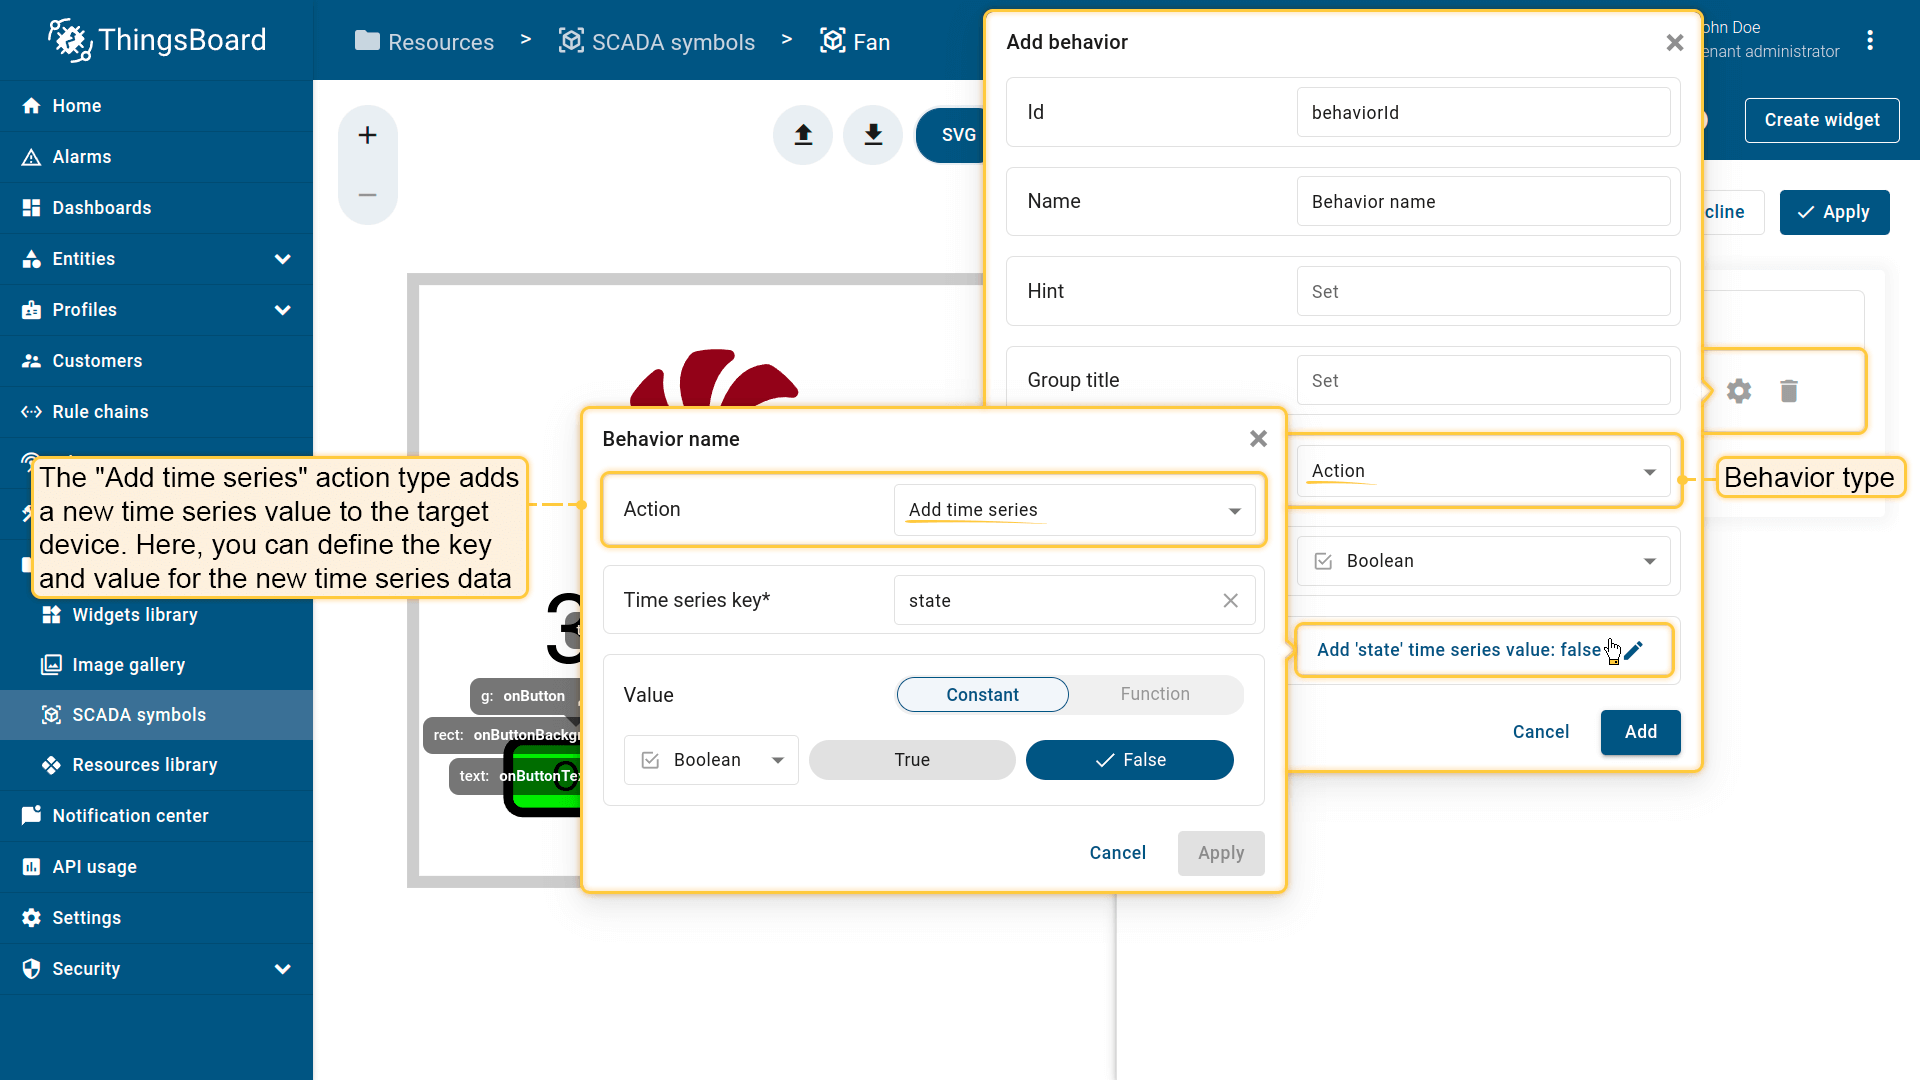 ThingsBoard
Resources > SCADA symbols > Fan
ohn Doe
enant administrator
Home
Alarms
Dashboards
Entities
Profiles
Customers
Rule chains
Widgets library
Image gallery
SCADA symbols
Resources library
Notification center
API usage
Settings
Security
SVG
Create widget
cline
Apply
Add behavior
Id
behaviorId
Name
Behavior name
Hint
Set
Group title
Set
Action
Behavior type
Boolean
Add 'state' time series value: false
Cancel
Add
The "Add time series" action type adds
a new time series value to the target
device. Here, you can define the key
and value for the new time series data
Behavior name
Action
Add time series
Time series key*
state
Value
Constant
Function
Boolean
True
False
Cancel
Apply
3
g: onButton
rect: onButtonBackgr
text: onButtonTe